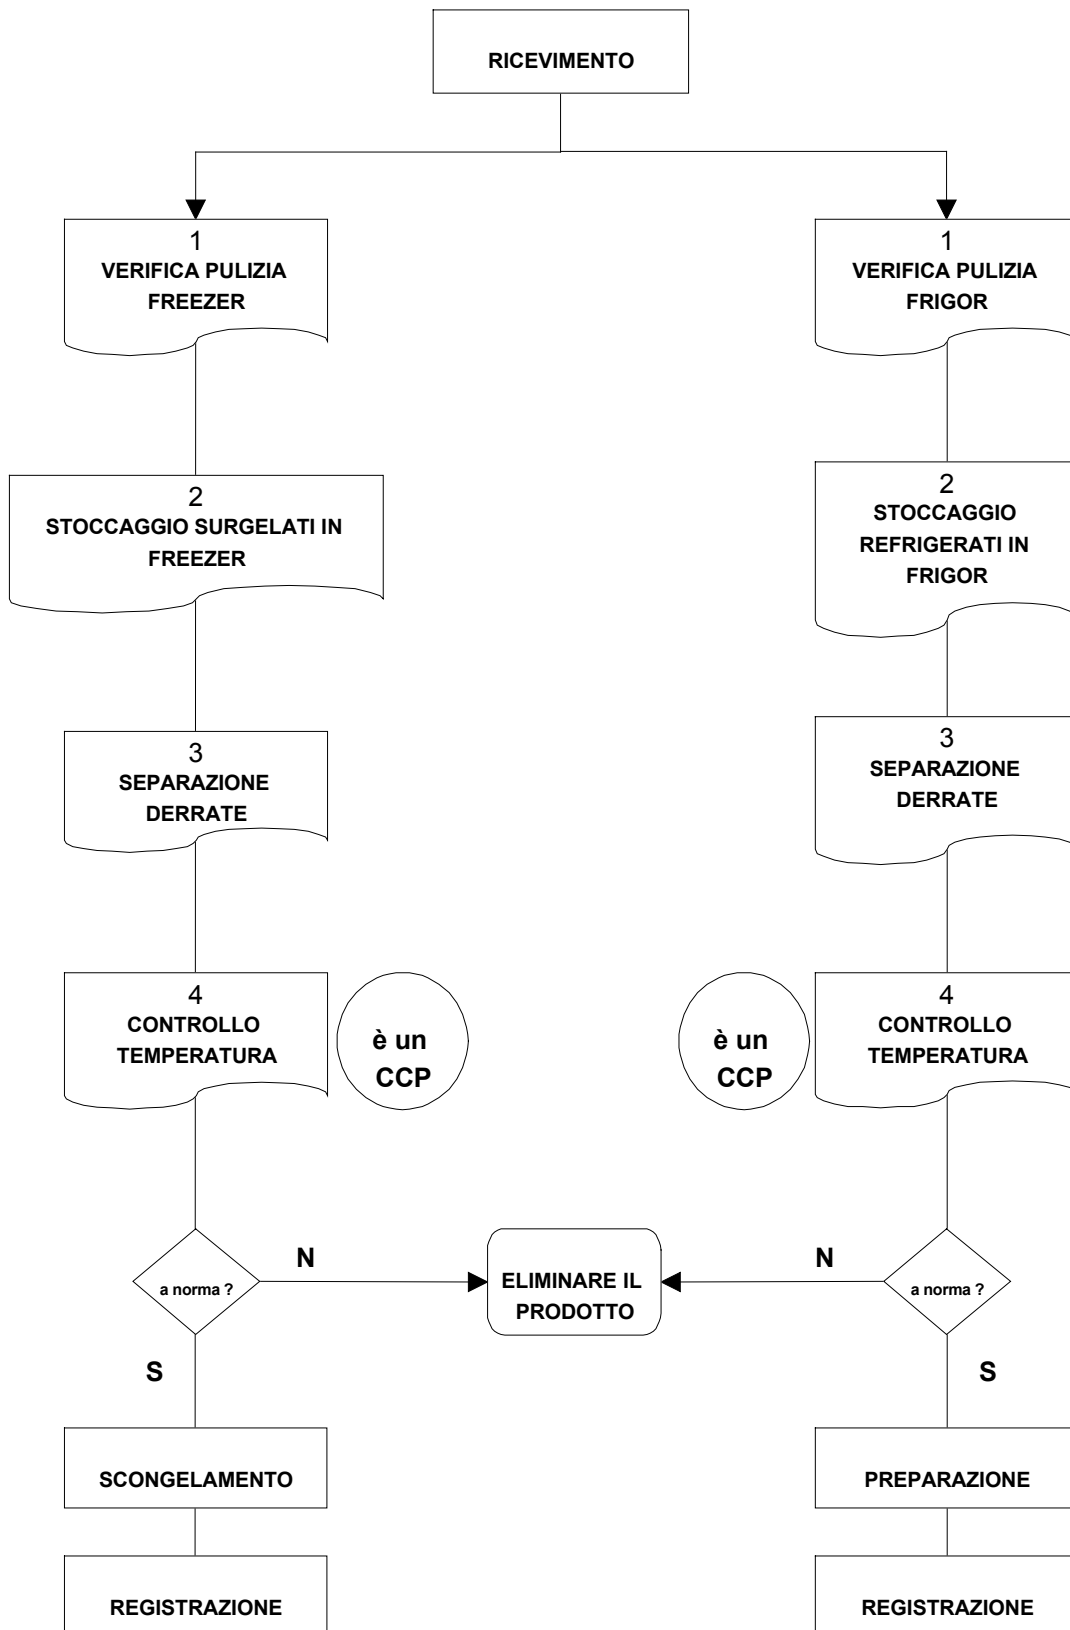 RICEVIMENTO
1
VERIFICA PULIZIA
FREEZER
1
VERIFICA PULIZIA
FRIGOR
2
STOCCAGGIO SURGELATI IN
FREEZER
2
STOCCAGGIO
REFRIGERATI IN
FRIGOR
3
SEPARAZIONE
DERRATE
3
SEPARAZIONE
DERRATE
4
CONTROLLO
TEMPERATURA
è un
CCP
è un
CCP
4
CONTROLLO
TEMPERATURA
a norma ?
N
ELIMINARE IL
PRODOTTO
N
a norma ?
S
S
SCONGELAMENTO
PREPARAZIONE
REGISTRAZIONE
REGISTRAZIONE